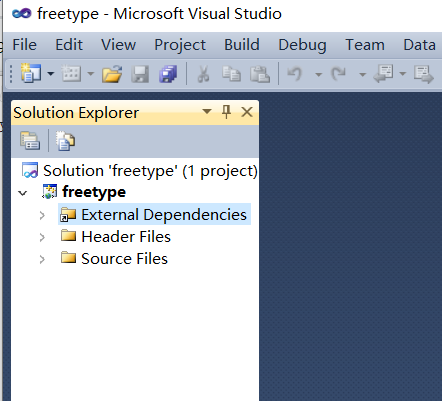 freetype - Microsoft Visual Studio
File Edit View Project Build Debug Team Data
Solution Explorer
Solution 'freetype' (1 project)
freetype
External Dependencies
Header Files
Source Files